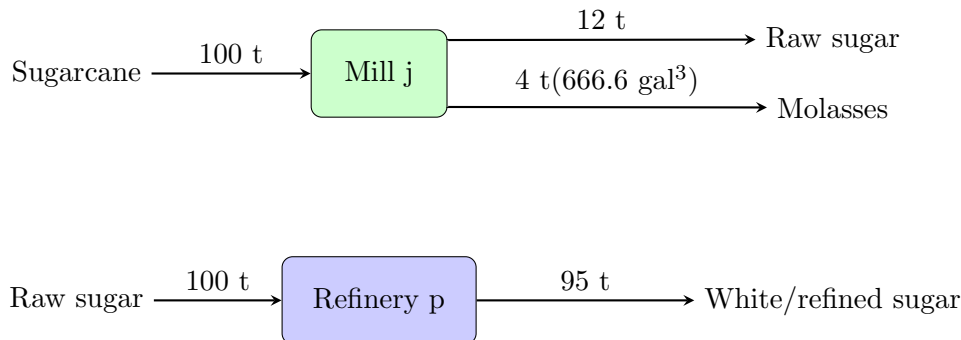 12 t
Raw sugar
Sugarcane
100 t
Mill j
4 t(666.6 gal³)
Molasses
Raw sugar
100 t
Refinery p
95 t
White/refined sugar